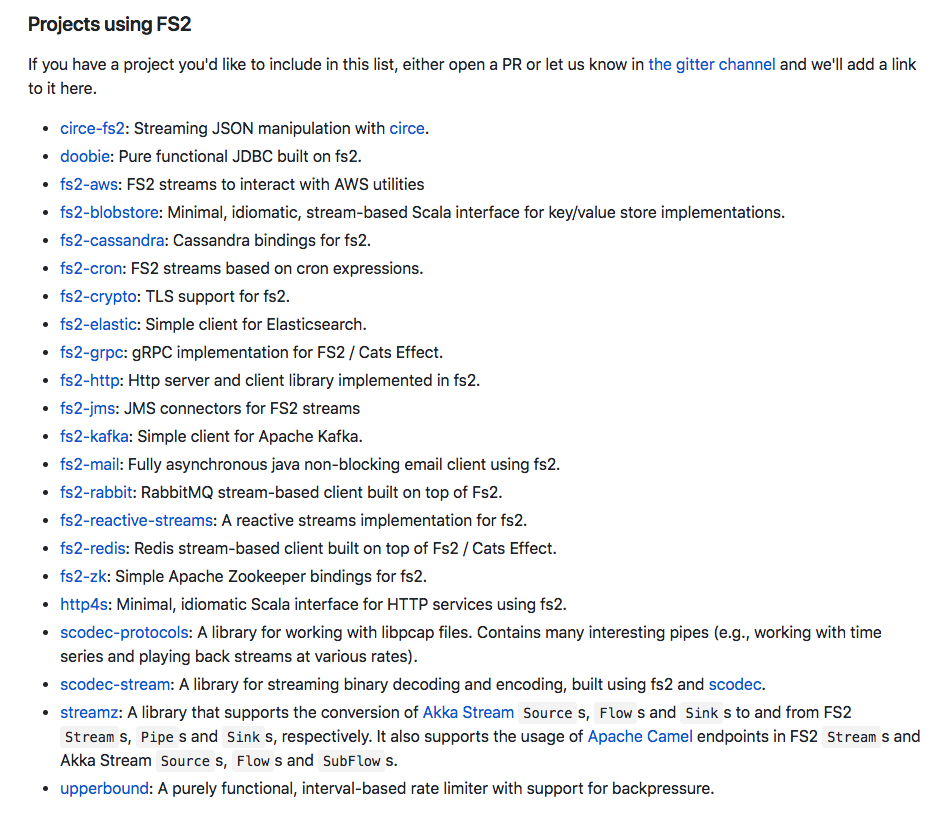 Projects using FS2
If you have a project you'd like to include in this list, either open a PR or let us know in the gitter channel and we'll add a link
to it here.
• circe-fs2: Streaming JSON manipulation with circe.
• doobie: Pure functional JDBC built on fs2.
• fs2-aws: FS2 streams to interact with AWS utilities
• fs2-blobstore: Minimal, idiomatic, stream-based Scala interface for key/value store implementations.
• fs2-cassandra: Cassandra bindings for fs2.
• fs2-cron: FS2 streams based on cron expressions.
• fs2-crypto: TLS support for fs2.
• fs2-elastic: Simple client for Elasticsearch.
• fs2-grpc: gRPC implementation for FS2 / Cats Effect.
• fs2-http: Http server and client library implemented in fs2.
• fs2-jms: JMS connectors for FS2 streams
• fs2-kafka: Simple client for Apache Kafka.
• fs2-mail: Fully asynchronous java non-blocking email client using fs2.
• fs2-rabbit: RabbitMQ stream-based client built on top of Fs2.
• fs2-reactive-streams: A reactive streams implementation for fs2.
• fs2-redis: Redis stream-based client built on top of Fs2 / Cats Effect.
• fs2-zk: Simple Apache Zookeeper bindings for fs2.
• http4s: Minimal, idiomatic Scala interface for HTTP services using fs2.
• scodec-protocols: A library for working with libpcap files. Contains many interesting pipes (e.g., working with time
series and playing back streams at various rates).
• scodec-stream: A library for streaming binary decoding and encoding, built using fs2 and scodec.
• streamz: A library that supports the conversion of Akka Stream Source s, Flow s and Sink s to and from FS2
Stream s, Pipe s and Sink s, respectively. It also supports the usage of Apache Camel endpoints in FS2 Stream s and
Akka Stream Source s, Flow s and SubFlow s.
• upperbound: A purely functional, interval-based rate limiter with support for backpressure.